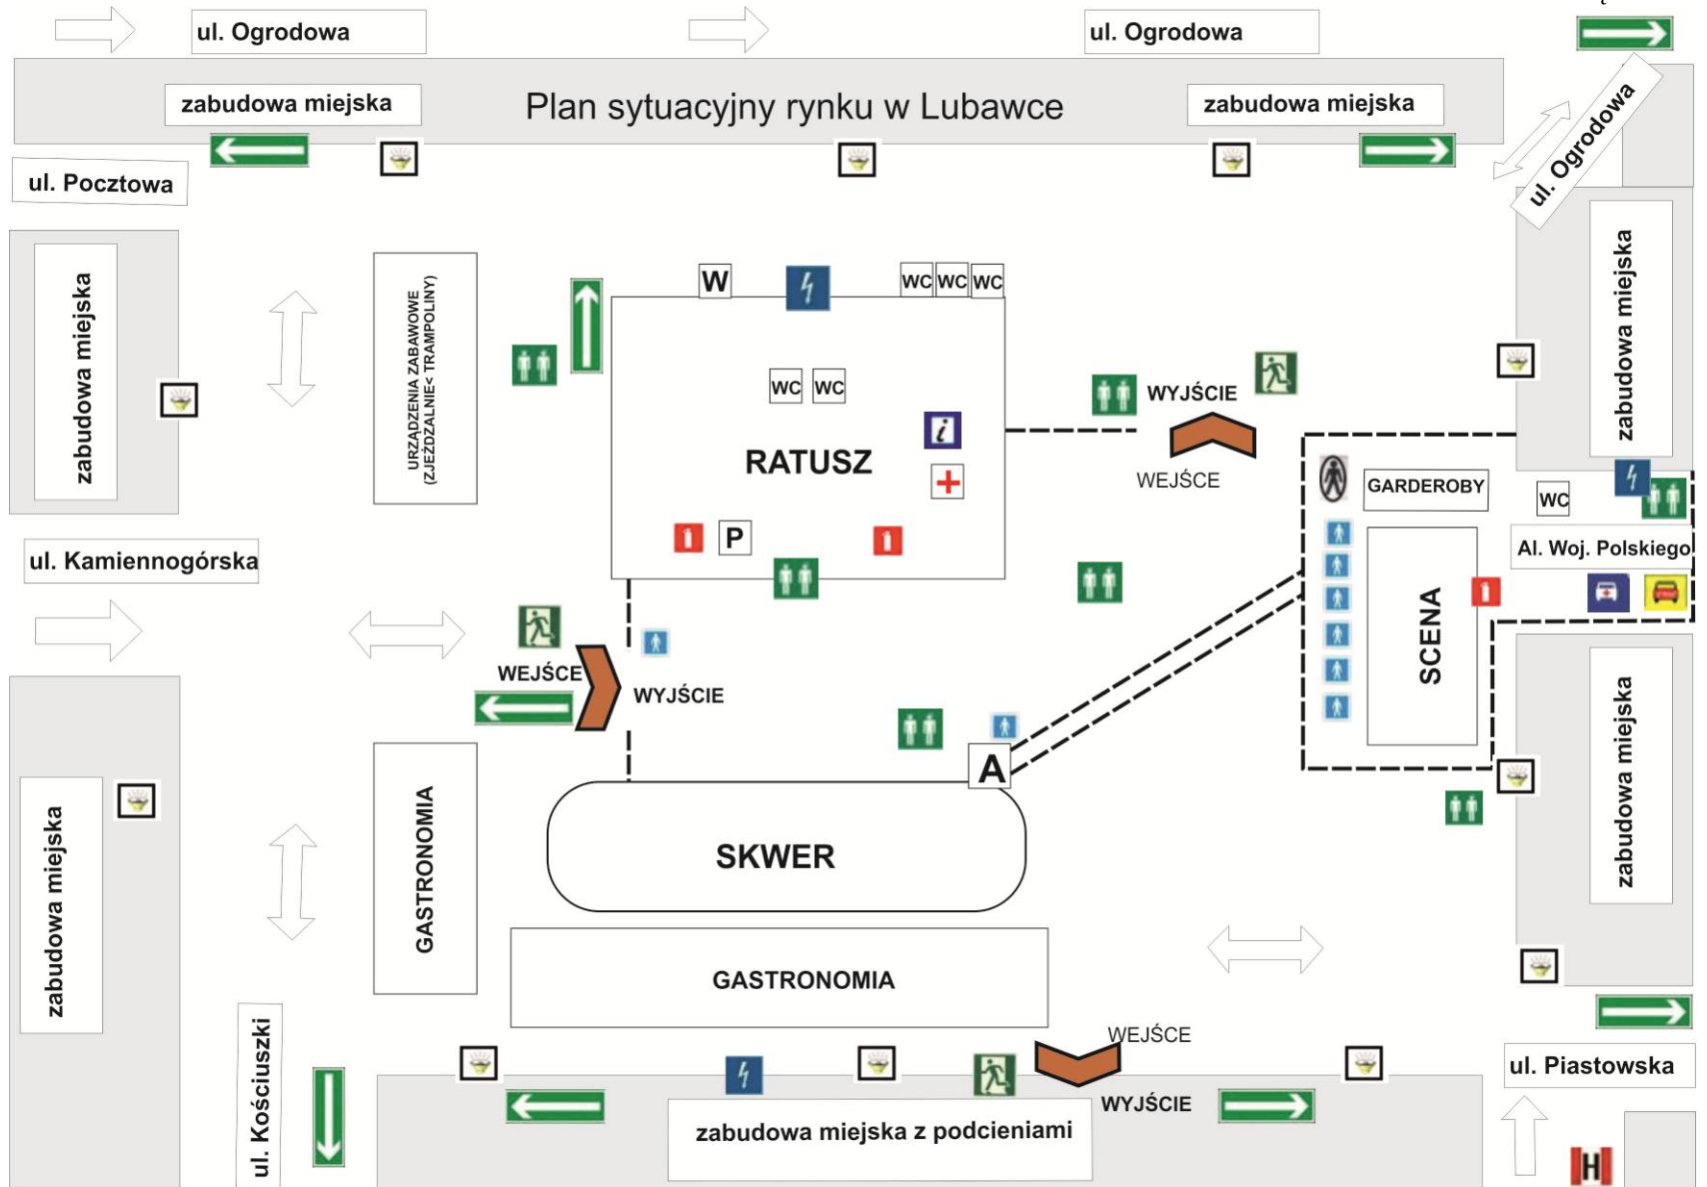 ul. Ogrodowa
ul. Ogrodowa
zabudowa miejska
Plan sytuacyjny rynku w Lubawce
zabudowa miejska
ul. Ogrodowa
ul. Pocztowa
zabudowa miejska
URZĄDZENIA ZABAWOWE
(ZJEŻDZALNIE< TRAMPOLINY)
W
WC
WC
WC
WC
WC
i
RATUSZ
P
WYJŚCIE
WEJŚCE
zabudowa miejska
GARDEROBY
WC
Al. Woj. Polskiego
SCENA
ul. Kamiennogórska
WEJŚCE
WYJŚCIE
A
SKWER
GASTRONOMIA
GASTRONOMIA
zabudowa miejska
zabudowa miejska
ul. Kościuszki
WEJŚCE
WYJŚCIE
zabudowa miejska z podcieniami
ul. Piastowska
H